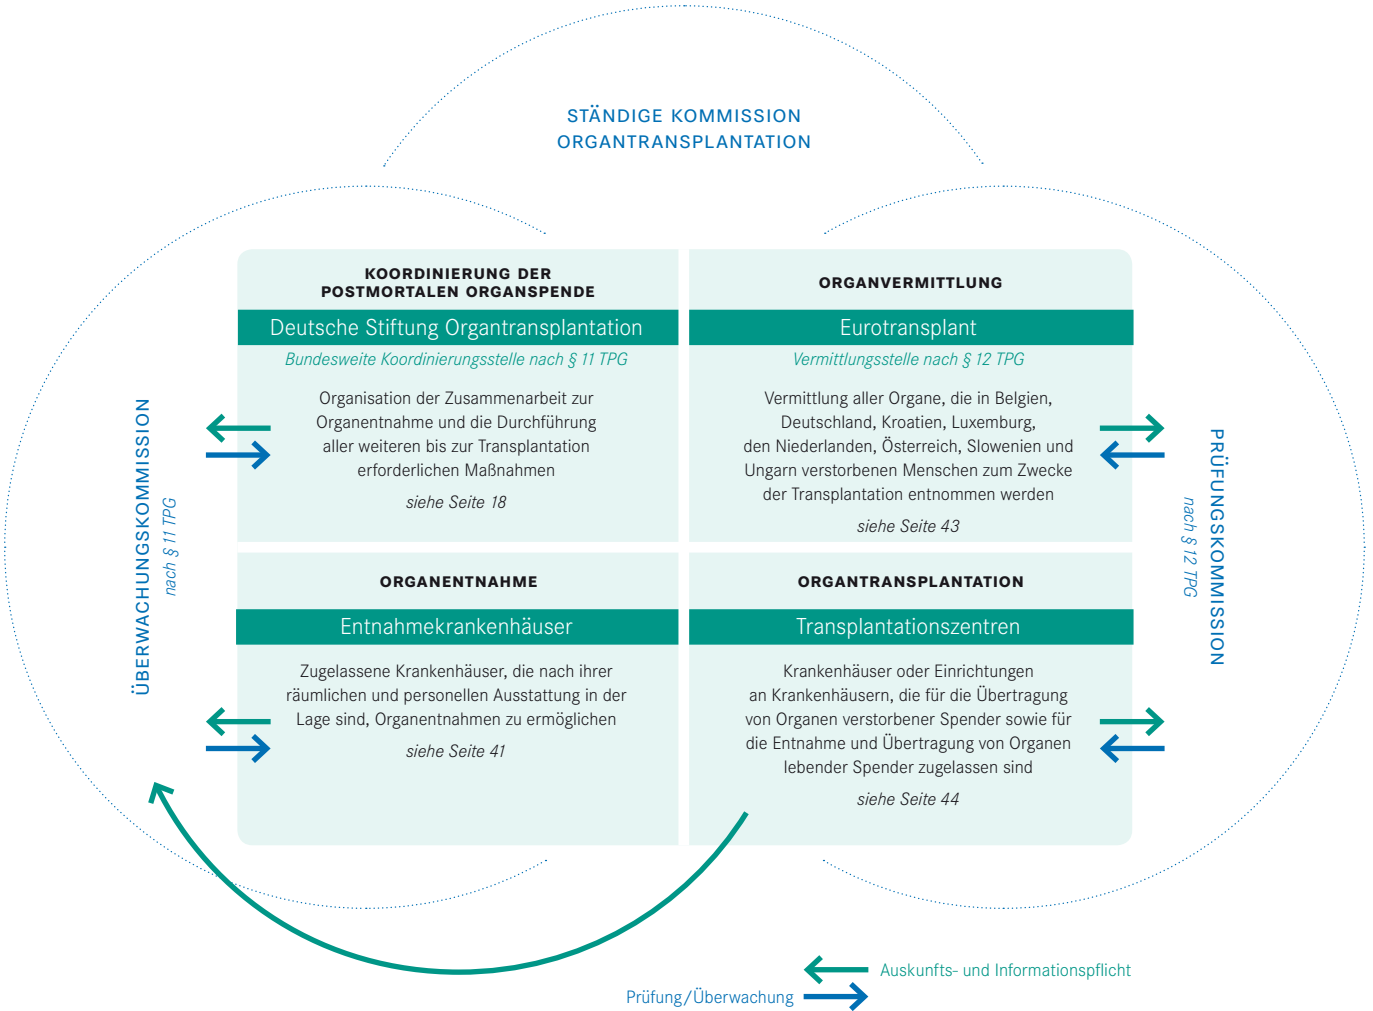 STÄNDIGE KOMMISSION
ORGANTRANSPLANTATION
ÜBERWACHUNGSKOMMISSION
nach § 11 TPG
KOORDINIERUNG DER
POSTMORTALEN ORGANSPENDE
Deutsche Stiftung Organtransplantation
Bundesweite Koordinierungsstelle nach § 11 TPG
Organisation der Zusammenarbeit zur
Organentnahme und die Durchführung
aller weiteren bis zur Transplantation
erforderlichen Maßnahmen
siehe Seite 18
ORGANVERMITTLUNG
Eurotransplant
Vermittlungsstelle nach § 12 TPG
Vermittlung aller Organe, die in Belgien,
Deutschland, Kroatien, Luxemburg,
den Niederlanden, Österreich, Slowenien und
Ungarn verstorbenen Menschen zum Zwecke
der Transplantation entnommen werden
siehe Seite 43
ORGANENTNAHME
Entnahmekrankenhäuser
Zugelassene Krankenhäuser, die nach ihrer
räumlichen und personellen Ausstattung in der
Lage sind, Organentnahmen zu ermöglichen
siehe Seite 41
ORGANTRANSPLANTATION
Transplantationszentren
Krankenhäuser oder Einrichtungen
an Krankenhäusern, die für die Übertragung
von Organen verstorbener Spender sowie für
die Entnahme und Übertragung von Organen
lebender Spender zugelassen sind
siehe Seite 44
PRÜFUNGSKOMMISSION
nach § 12 TPG
Auskunfts- und Informationspflicht
Prüfung/Überwachung